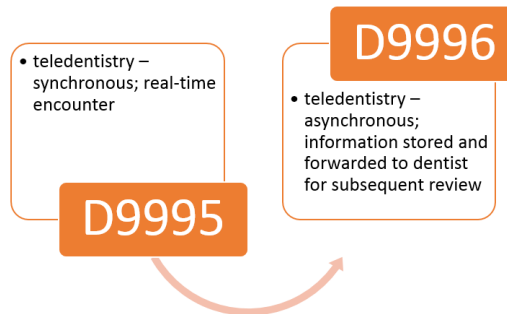 • teledentistry –
synchronous; real-time
encounter
D9995
D9996
• teledentistry –
asynchronous;
information stored and
forwarded to dentist
for subsequent review